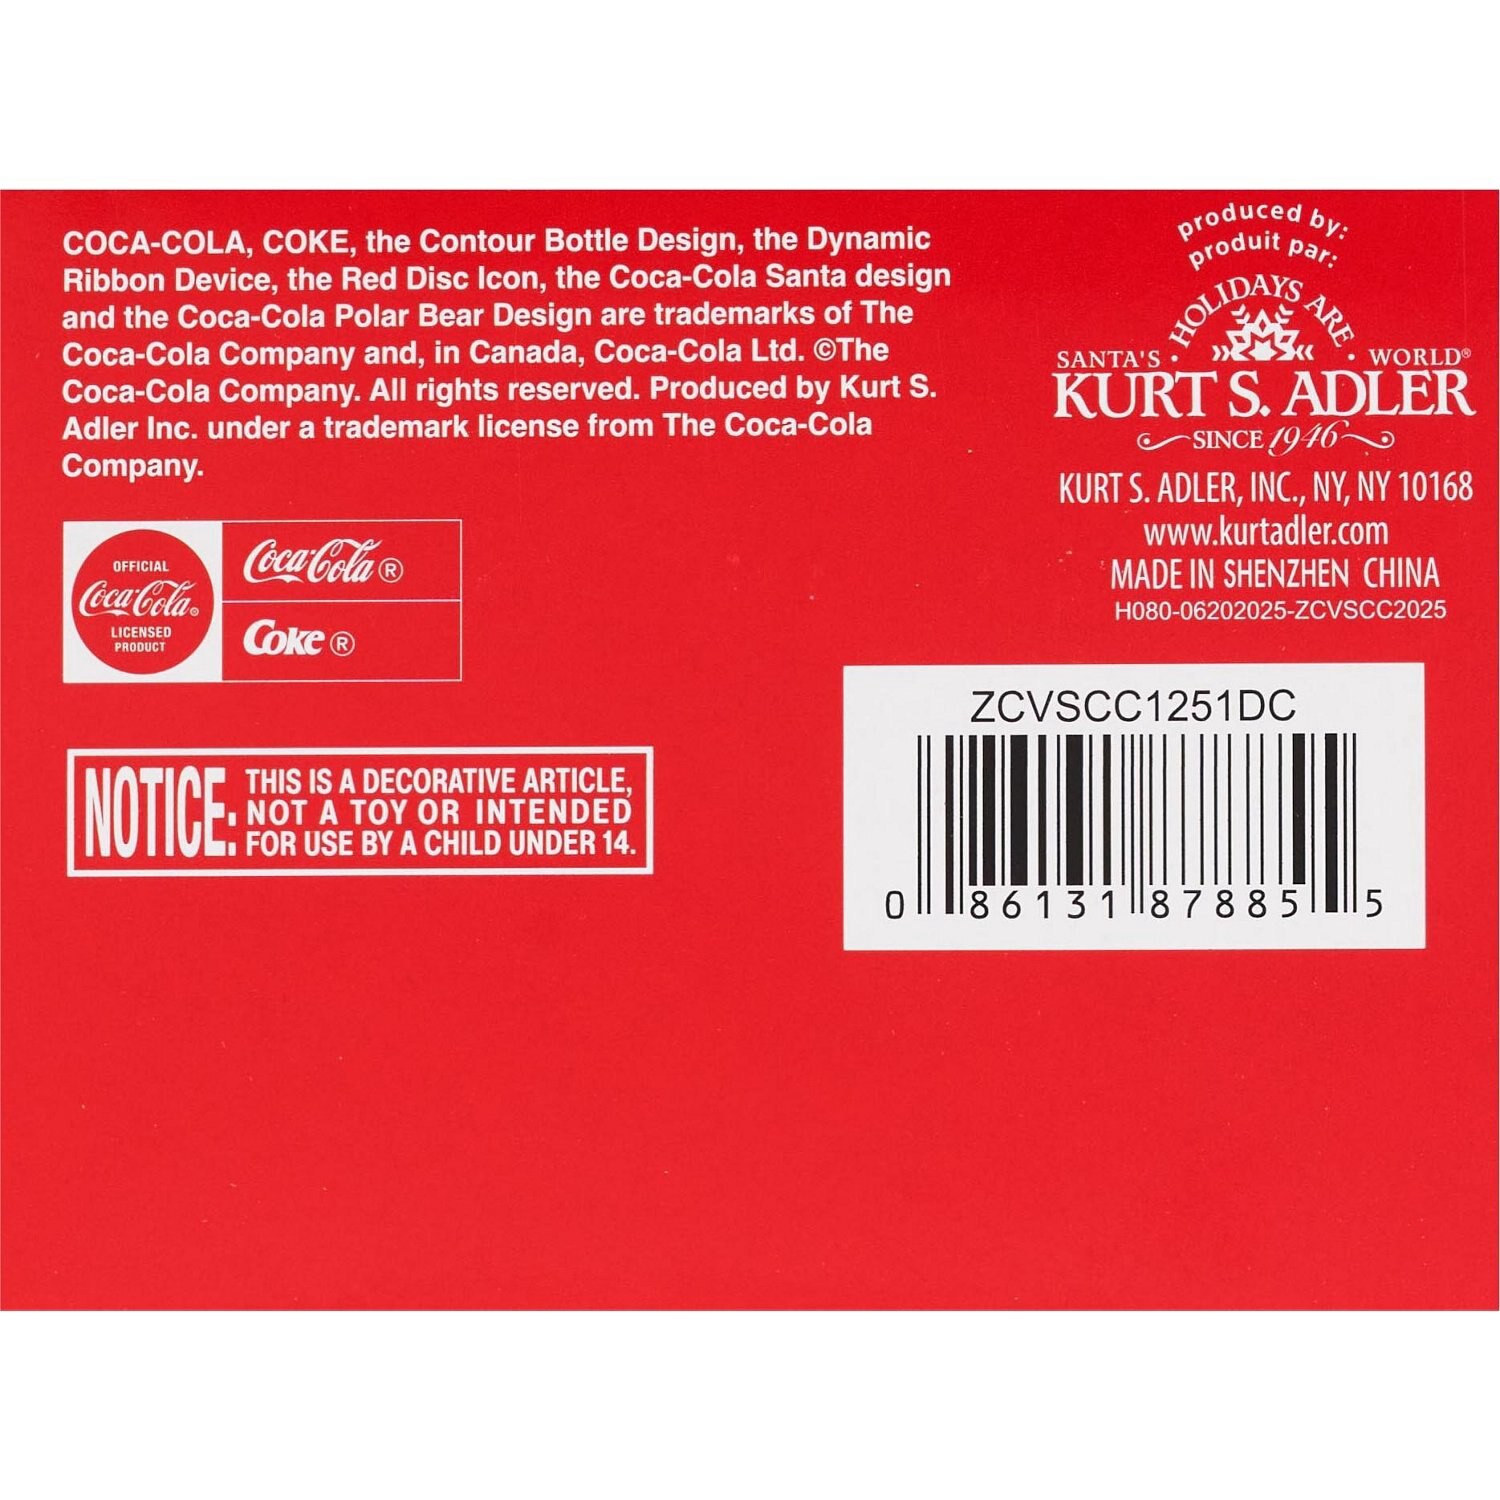 COCA-COLA, COKE, the Contour Bottle Design, the Dynamic
Ribbon Device, the Red Disc Icon, the Coca-Cola Santa design
and the Coca-Cola Polar Bear Design are trademarks of The
Coca-Cola Company and, in Canada, Coca-Cola Ltd. ©The
Coca-Cola Company. All rights reserved. Produced by Kurt S.
Adler Inc. under a trademark license from The Coca-Cola
Company.
OFFICIAL
Coca-Cola®
LICENSED
PRODUCT
Coca-Cola®
Coke®
NOTICE: THIS IS A DECORATIVE ARTICLE,
NOT A TOY OR INTENDED
FOR USE BY A CHILD UNDER 14.
produced by:
produit par:
HOLIDAYS ARE
SANTA'S • • WORLD®
KURT S. ADLER
SINCE 1946
KURT S. ADLER, INC., NY, NY 10168
www.kurtadler.com
MADE IN SHENZHEN CHINA
H080-06202025-ZCVSCC2025
ZCVSCC1251DC
0 86131 87885 5